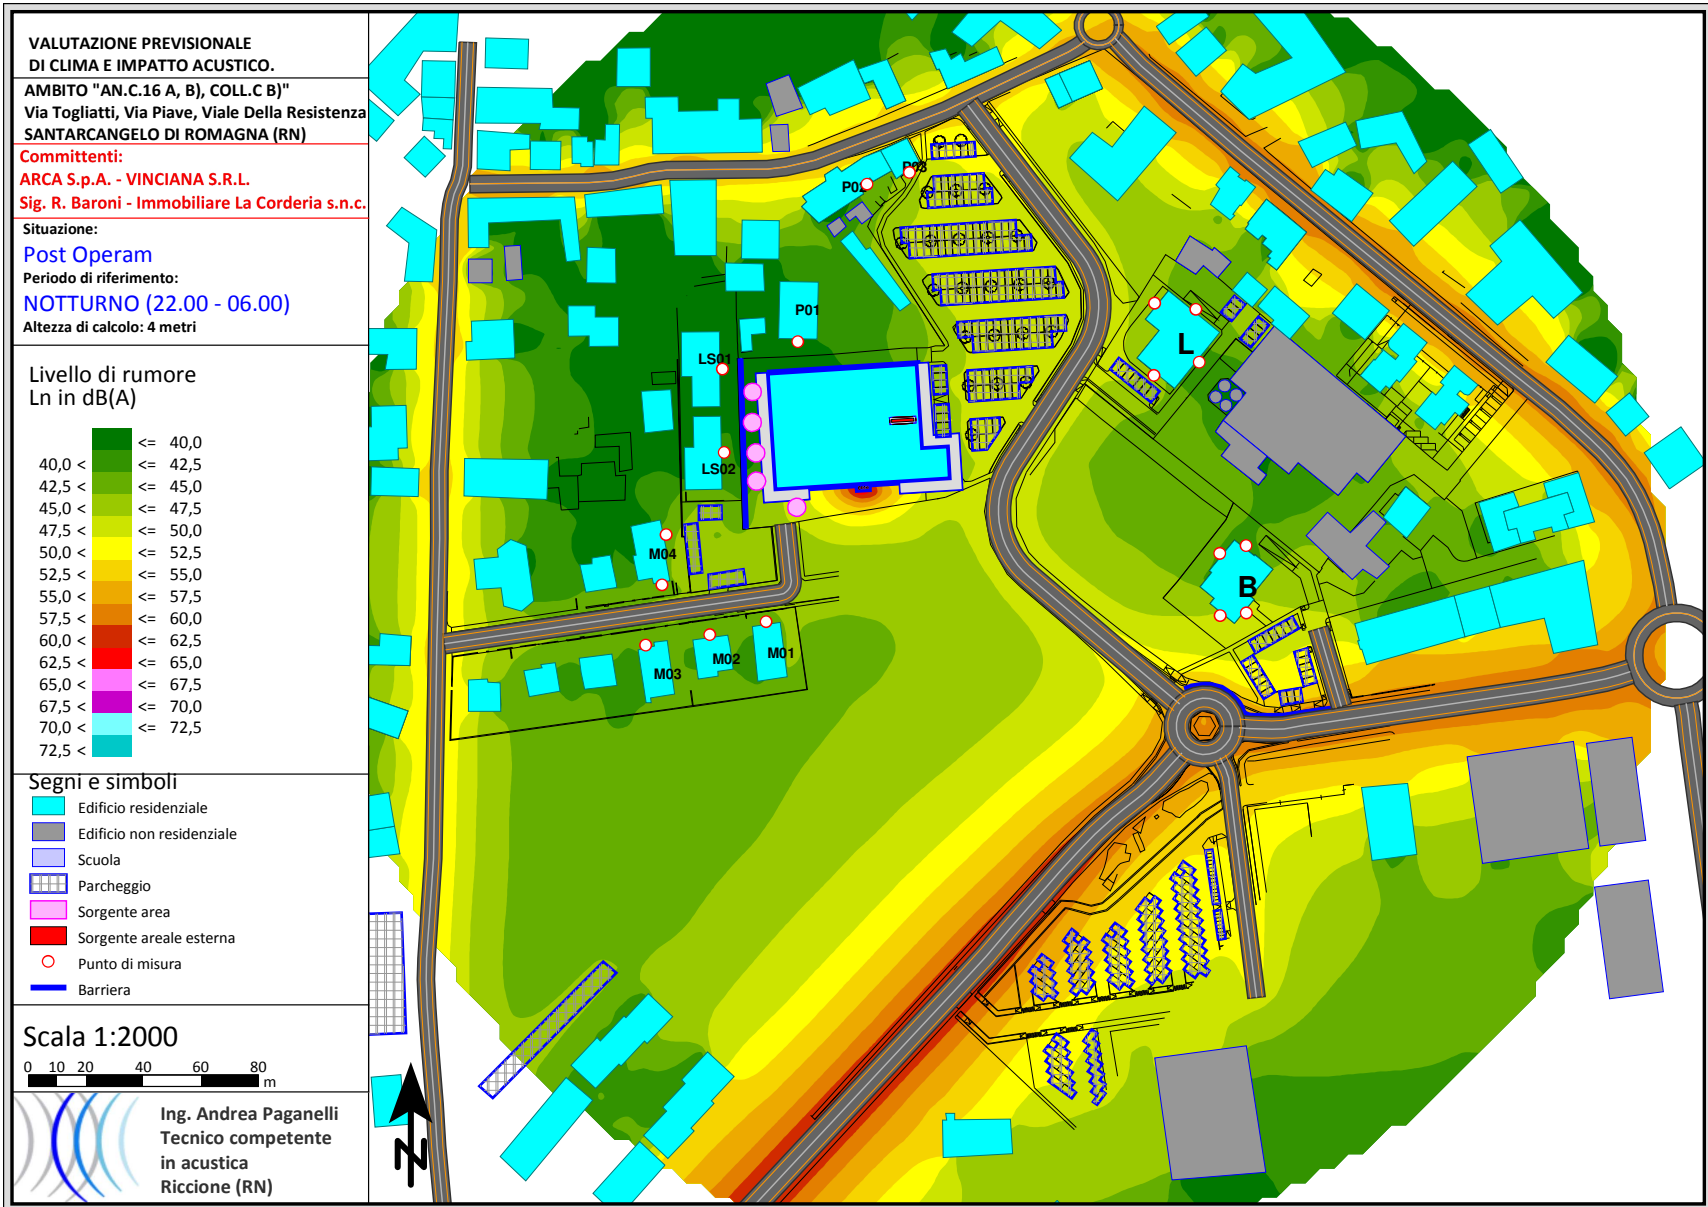 VALUTAZIONE PREVISIONALE
DI CLIMA E IMPATTO ACUSTICO.
AMBITO "AN.C.16 A, B), COLL.C B)"
Via Togliatti, Via Piave, Viale Della Resistenza
SANTARCANGELO DI ROMAGNA (RN)
Committenti:
ARCA S.p.A. - VINCIANA S.R.L.
Sig. R. Baroni - Immobiliare La Corderia s.n.c.
Situazione:
Post Operam
Periodo di riferimento:
NOTTURNO (22.00 - 06.00)
Altezza di calcolo: 4 metri
Livello di rumore
Ln in dB(A)
<= 40,0
40,0 < <= 42,5
42,5 < <= 45,0
45,0 < <= 47,5
47,5 < <= 50,0
50,0 < <= 52,5
52,5 < <= 55,0
55,0 < <= 57,5
57,5 < <= 60,0
60,0 < <= 62,5
62,5 < <= 65,0
65,0 < <= 67,5
67,5 < <= 70,0
70,0 < <= 72,5
72,5 <
Segni e simboli
Edificio residenziale
Edificio non residenziale
Scuola
Parcheggio
Sorgente area
Sorgente areale esterna
Punto di misura
Barriera
Scala 1:2000
0 10 20 40 60 80
m
Ing. Andrea Paganelli
Tecnico competente
in acustica
Riccione (RN)
N
P03
P02
P01
LS01
L
LS02
M04
B
M01
M02
M03